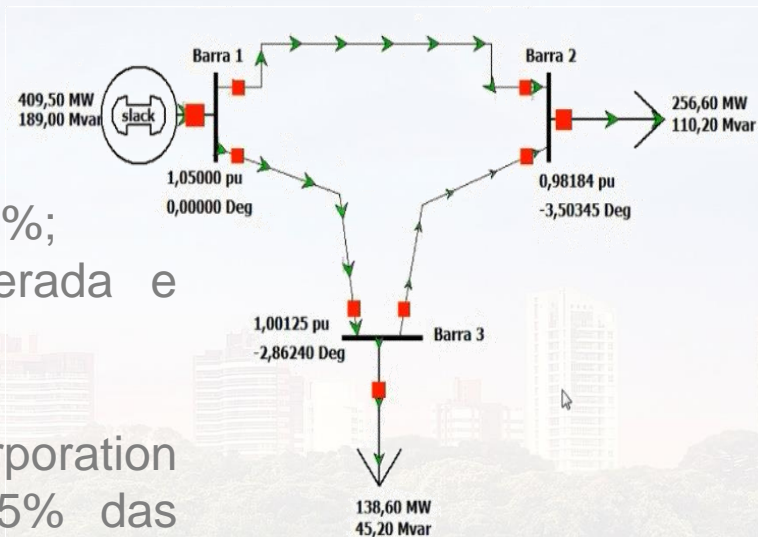 Barra 1
Barra 2
409,50 MW
189,00 Mvar
slack
256,60 MW
110,20 Mvar
1,05000 pu
0,00000 Deg
0,98184 pu
-3,50345 Deg
%;
erada e
1,00125 pu
-2,86240 Deg
Barra 3
rporation
5% das
138,60 MW
45,20 Mvar